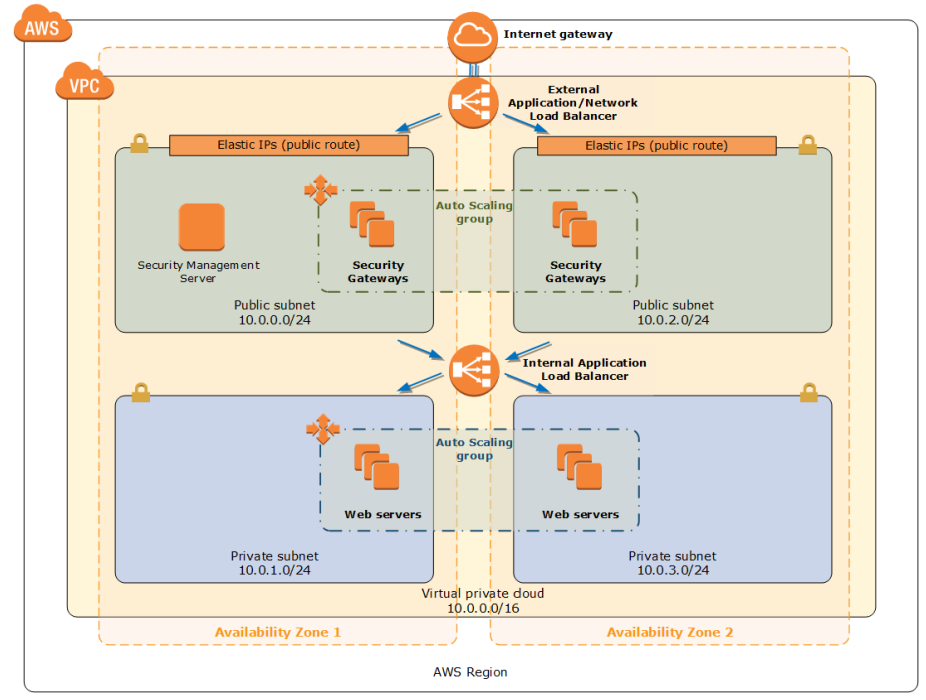 AWS
Internet gateway
VPC
External
Application/Network
Load Balancer
Elastic IPs (public route)
Elastic IPs (public route)
Auto Scaling
group
Security Management
Server
Security
Gateways
Security
Gateways
Public subnet
10.0.0.0/24
Public subnet
10.0.2.0/24
Internal Application
Load Balancer
Auto Scaling
group
Web servers
Web servers
Private subnet
10.0.1.0/24
Private subnet
10.0.3.0/24
Virtual private cloud
10.0.0.0/16
Availability Zone 1
Availability Zone 2
AWS Region